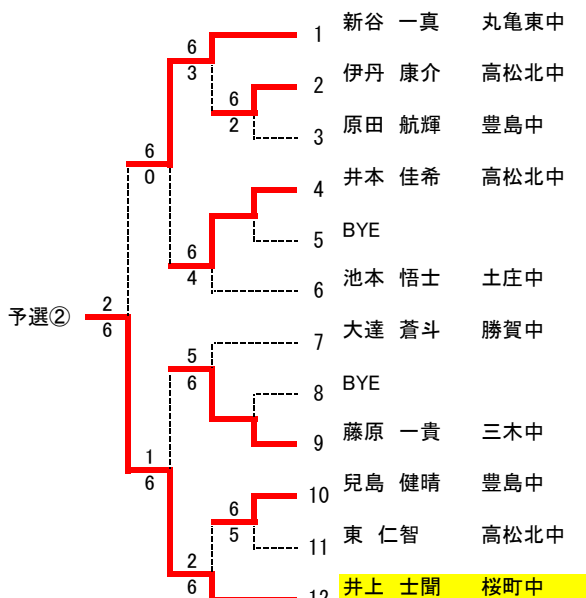 1 新谷 一真 丸亀東中
6
3
2 伊丹 康介 高松北中
6
2
3 原田 航輝 豊島中
6
0
4 井本 佳希 高松北中
5 BYE
6
4
6 池本 悟士 土庄中
予選②
2
6
7 大達 蒼斗 勝賀中
5
6
8 BYE
9 藤原 一貴 三木中
1
6
10 兒島 健晴 豊島中
6
5
11 東 仁智 高松北中
2
6
12 井上 士聞 桜町中